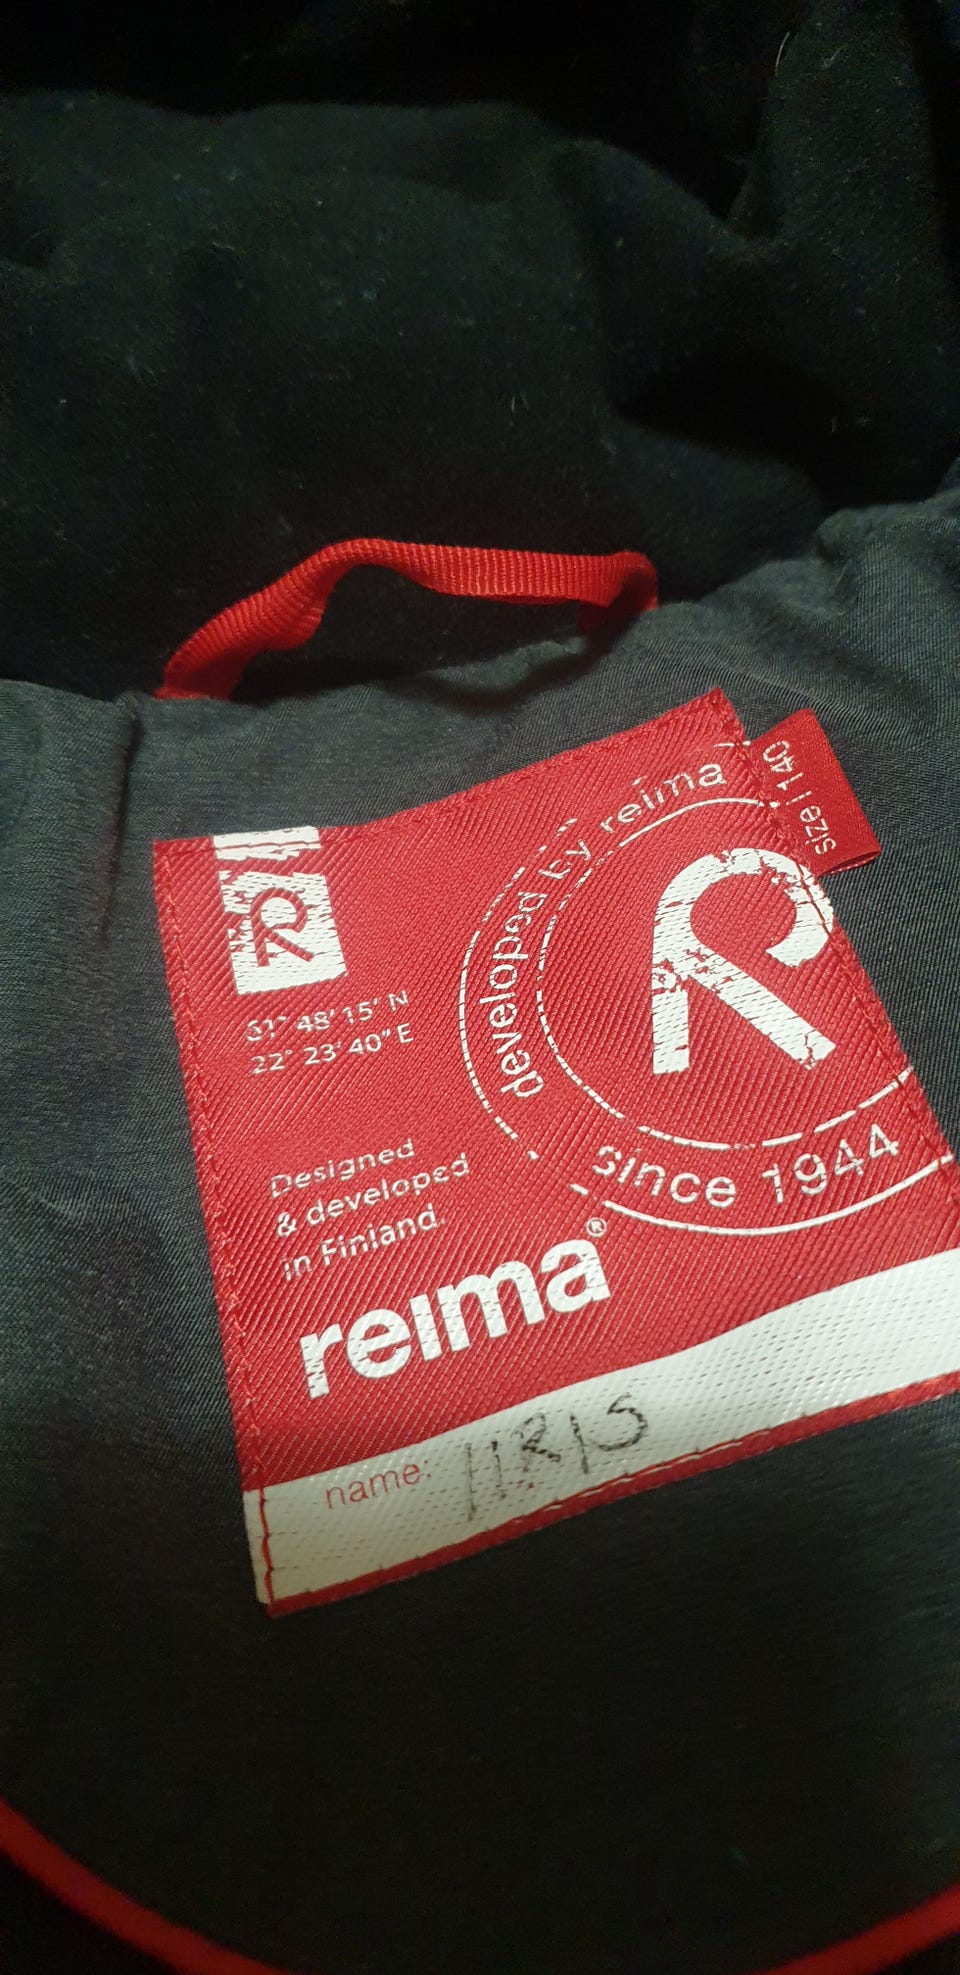 size | 140
developed by reima
since 1944
61° 48' 15" N
22° 23' 40" E
Designed
& developed
in Finland.
reima®
name: IIRIS